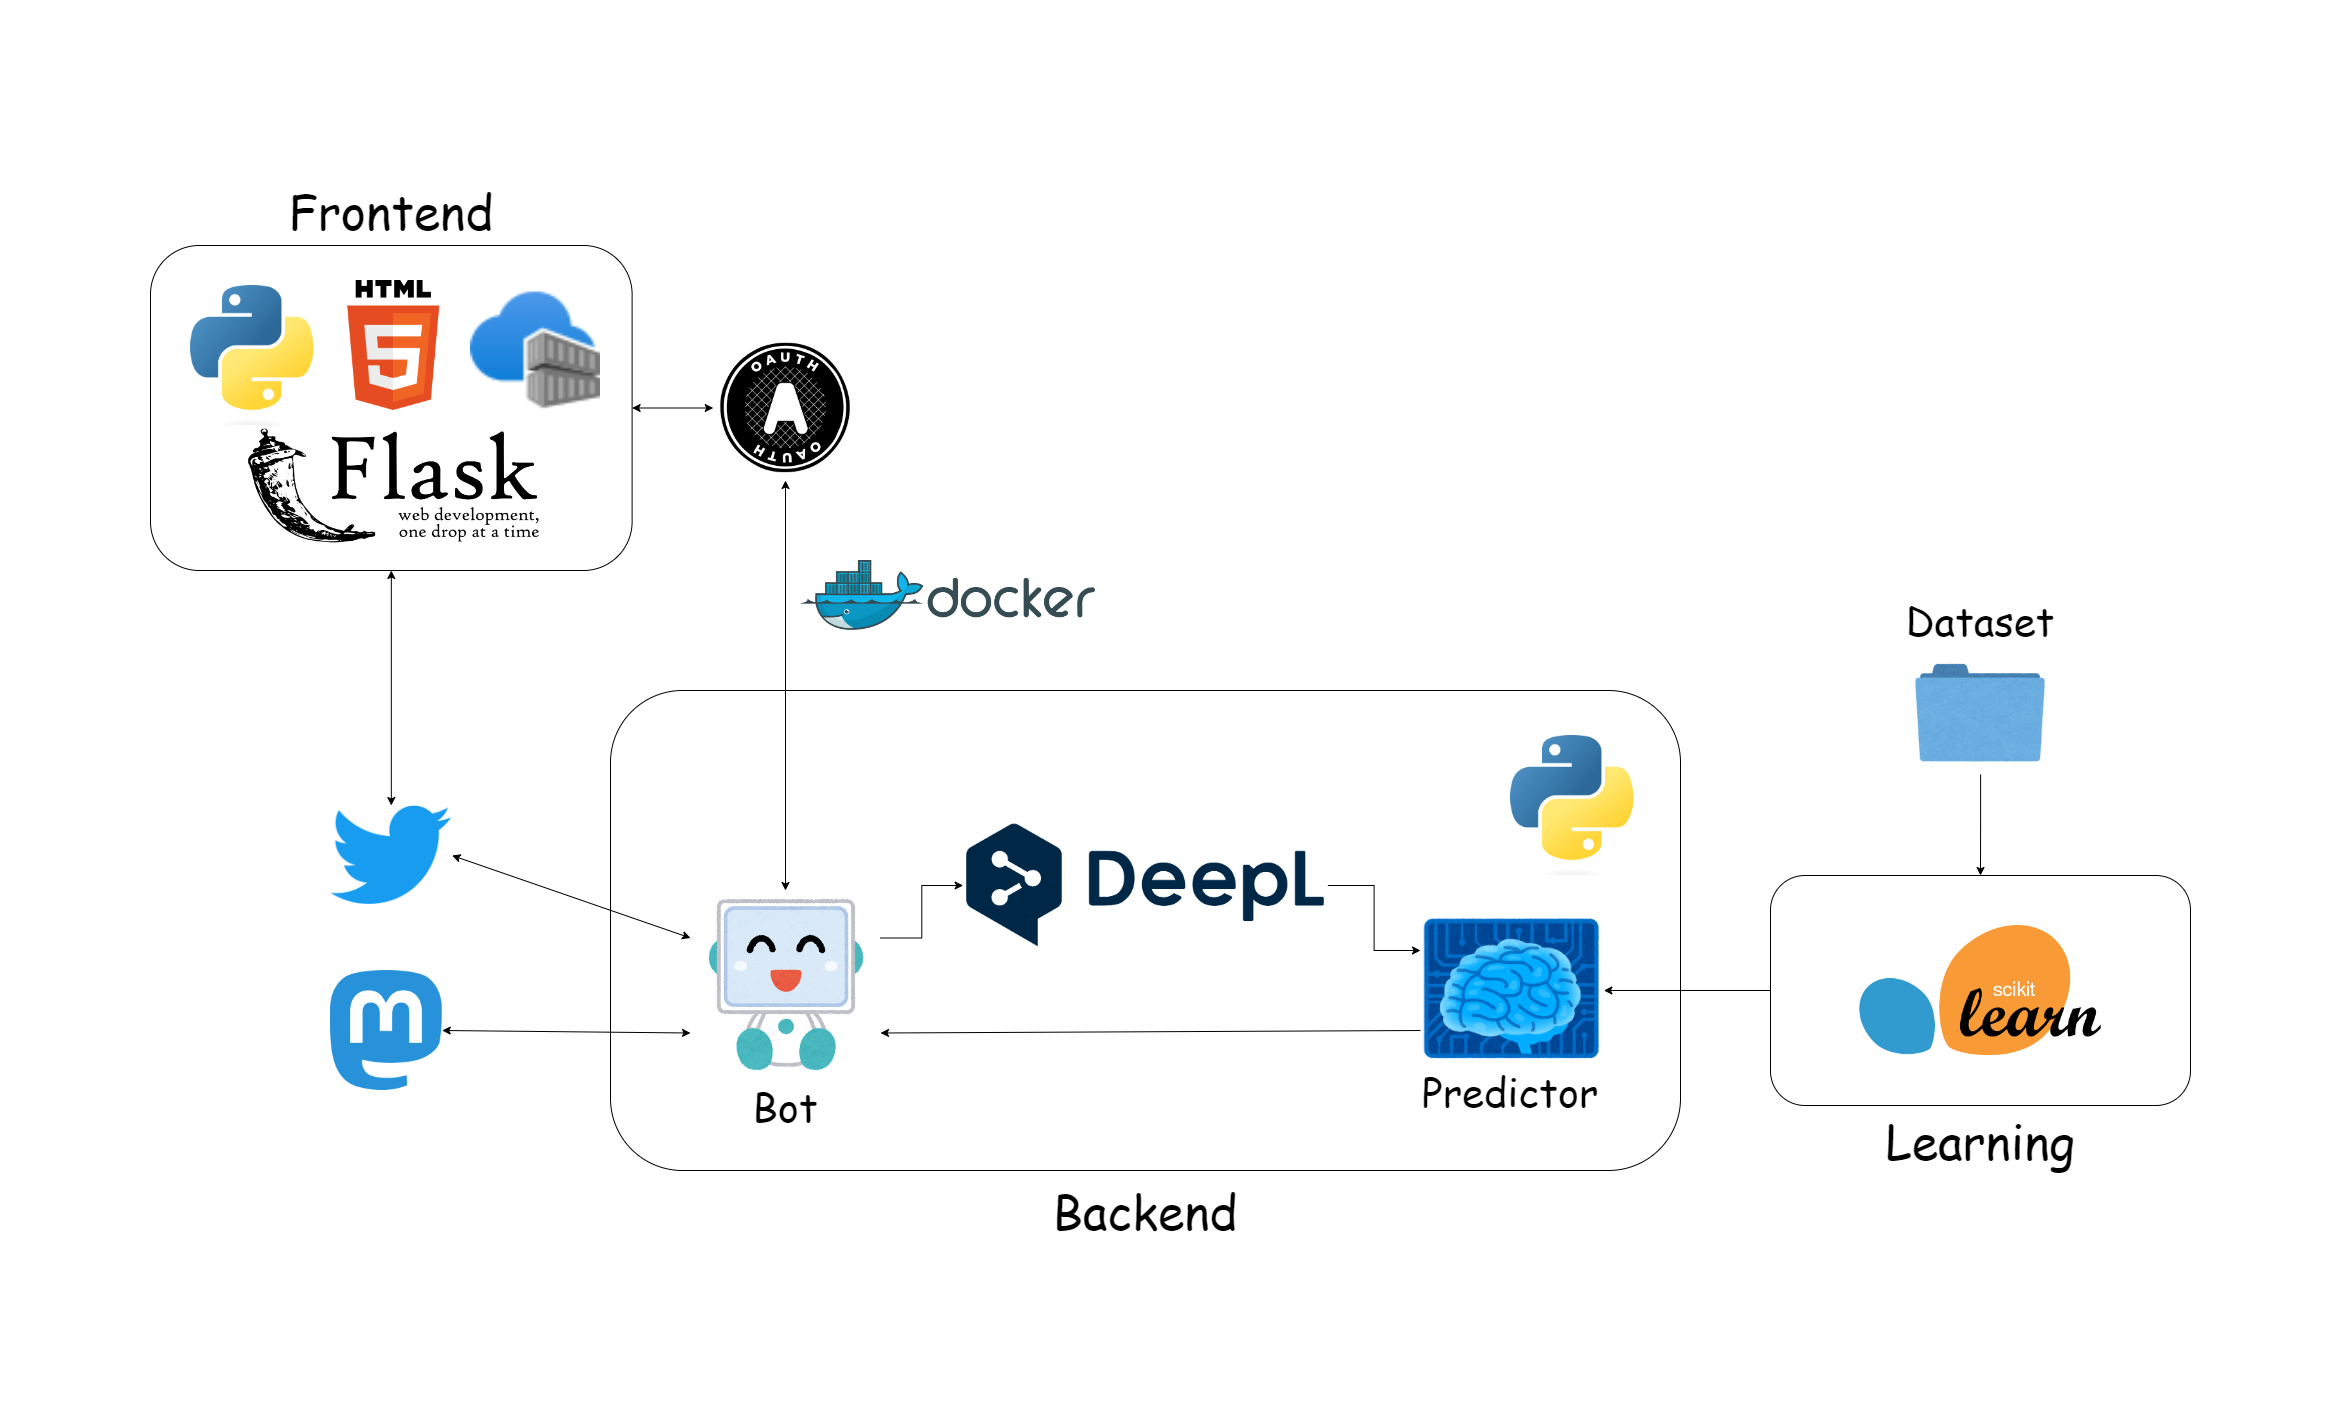 Frontend
HTML
Flask
web development,
one drop at a time
OAUTH
OAUTH
docker
Dataset
DeepL
Bot
Predictor
scikit
learn
Learning
Backend